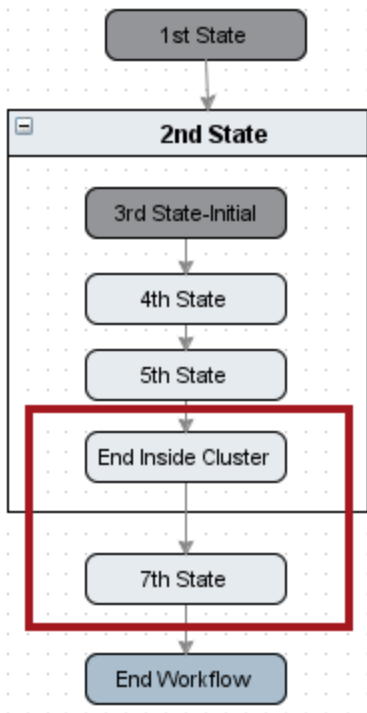 1st State
2nd State
3rd State-Initial
4th State
5th State
End Inside Cluster
7th State
End Workflow